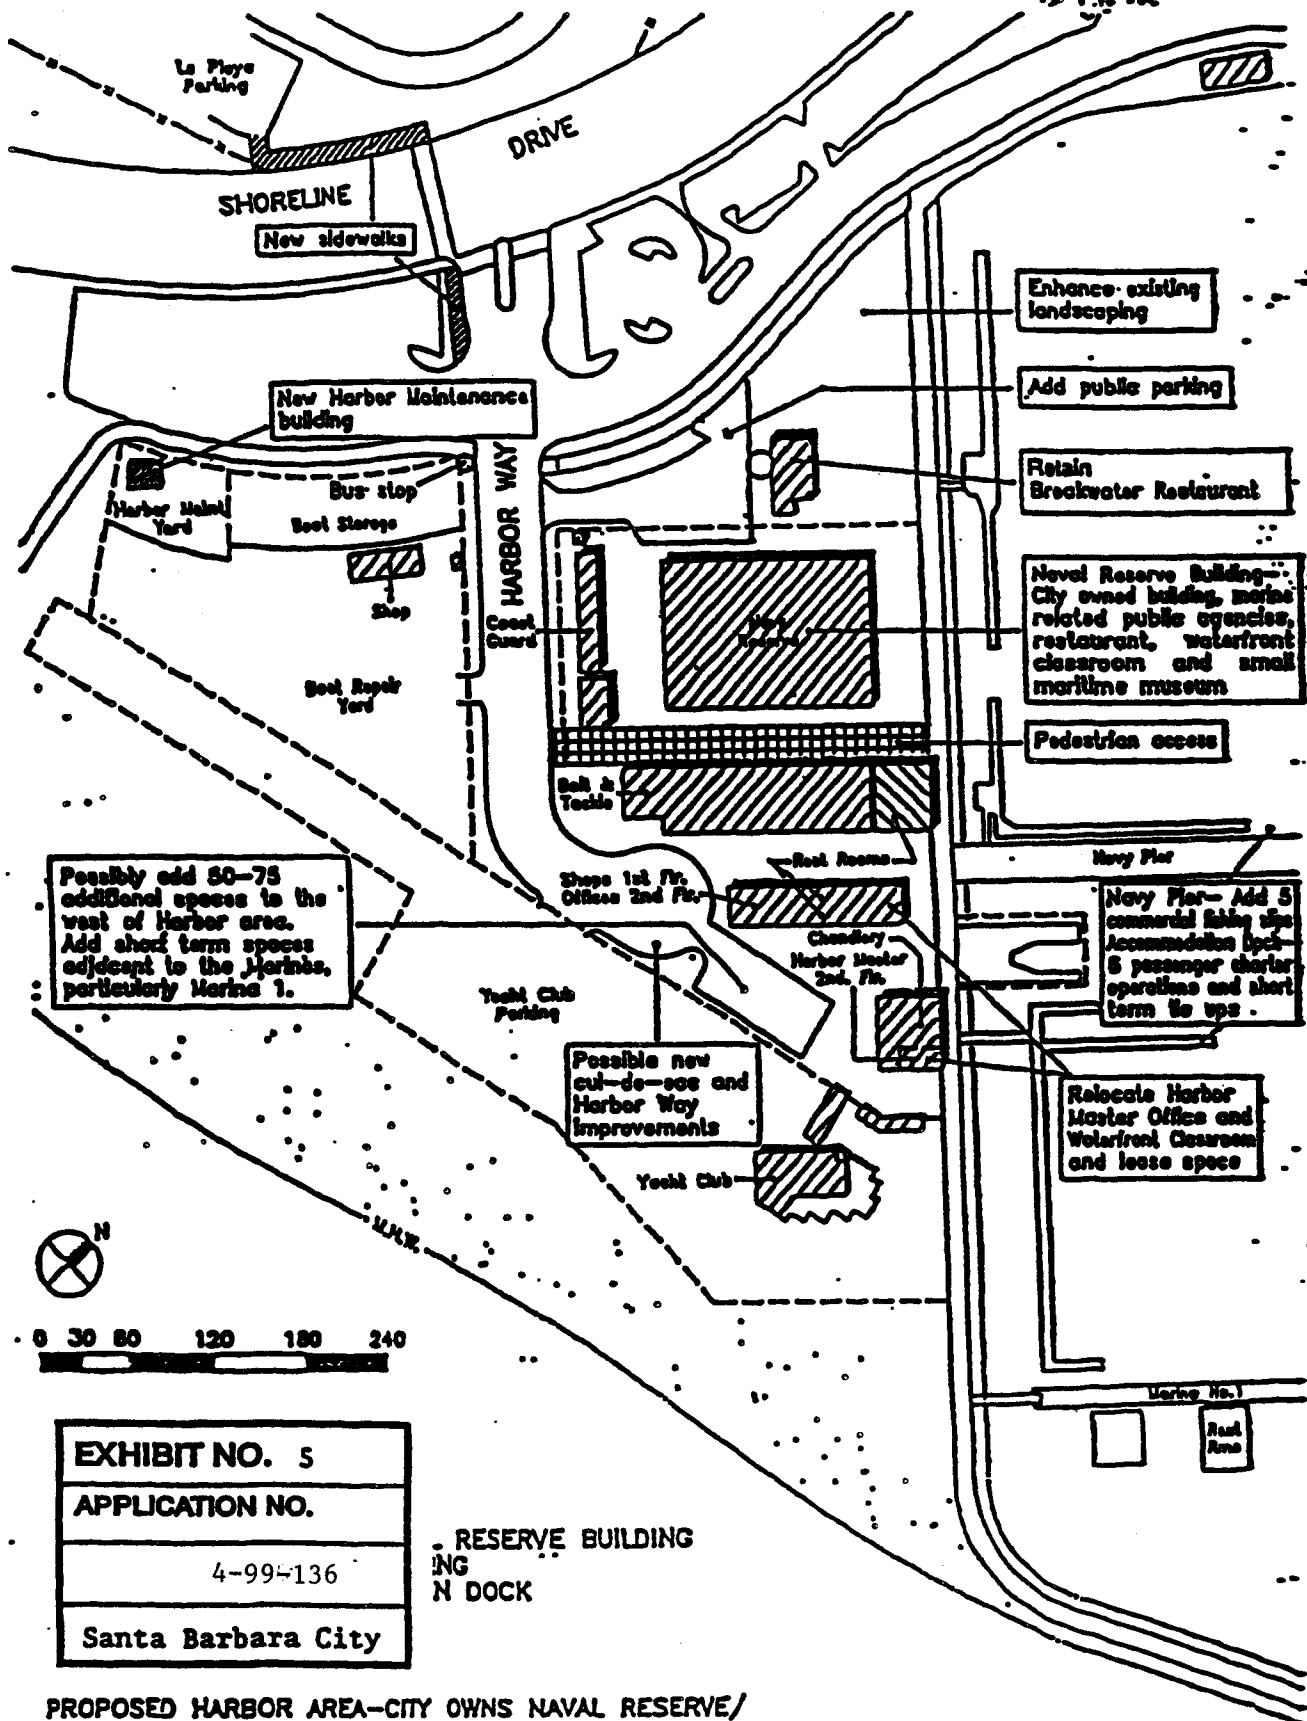 La Playa
Parking
SHORELINE
DRIVE
New sidewalks
Enhance existing
landscaping
Add public parking
New Harbor Maintenance
building
Retain
Breakwater Restaurant
HARBOR WAY
Bus stop
Harbor Maint
Yard
Boat Storage
Shop
Coast
Guard
Reserve
Naval Reserve Building-
City owned building, marine
related public agencies,
restaurant, waterfront
classroom and small
maritime museum
Boat Repair
Yard
Pedestrian access
Bait &
Tackle
Navy Pier
Rest Rooms
Shops 1st Flr.
Offices 2nd Flr.
Possibly add 50-75
additional spaces to the
west of Harbor area.
Add short term spaces
adjdcent to the Marinas,
particularly Marina 1.
Navy Pier- Add 5
commercial fishing slips
Accommodation
6 passenger charter
operations and short
term tie ups
Chandlery
Harbor Master
2nd. Flr.
Yacht Club
Parking
Possible new
cul-de-sac and
Harbor Way
improvements
Relocate Harbor
Master Office and
Waterfront Classroom
and lease space
Yacht Club
M.H.W.
N
0 30 60 120 180 240
Marina No.1
Rest
Rms
EXHIBIT NO. 5
APPLICATION NO.
4-99-136
Santa Barbara City
RESERVE BUILDING
NG
N DOCK
PROPOSED HARBOR AREA-CITY OWNS NAVAL RESERVE/